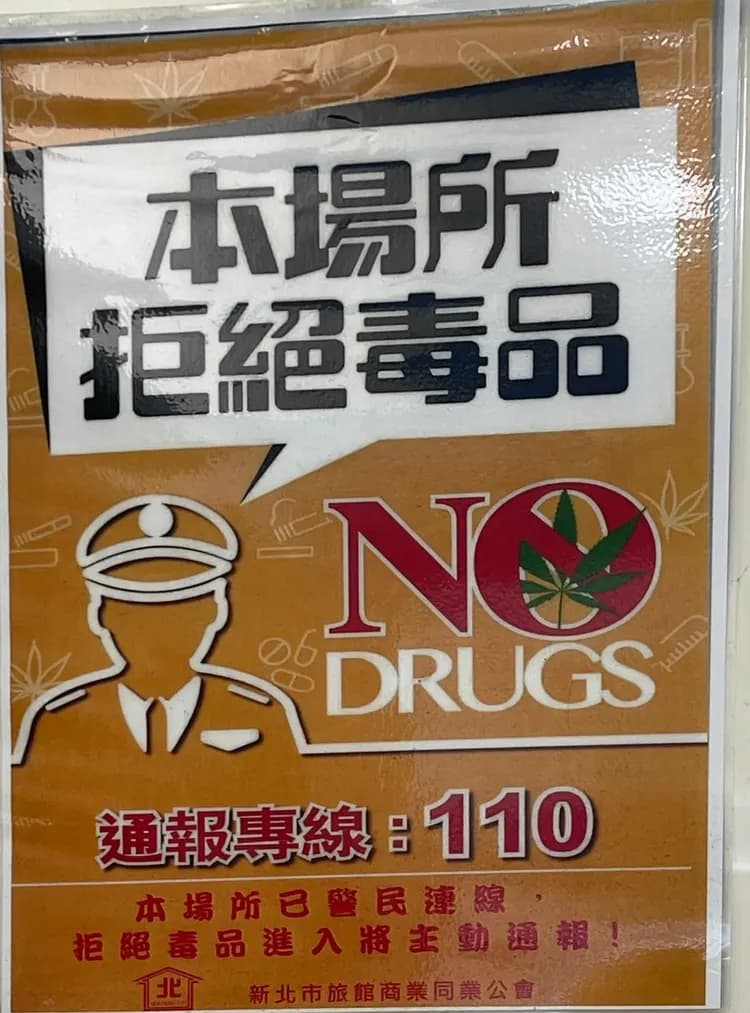 本場所
拒絕毒品
NO
DRUGS
通報專線：110
本場所已警民連線，
拒絕毒品進入將主動通報！
北
新北市旅館商業同業公會